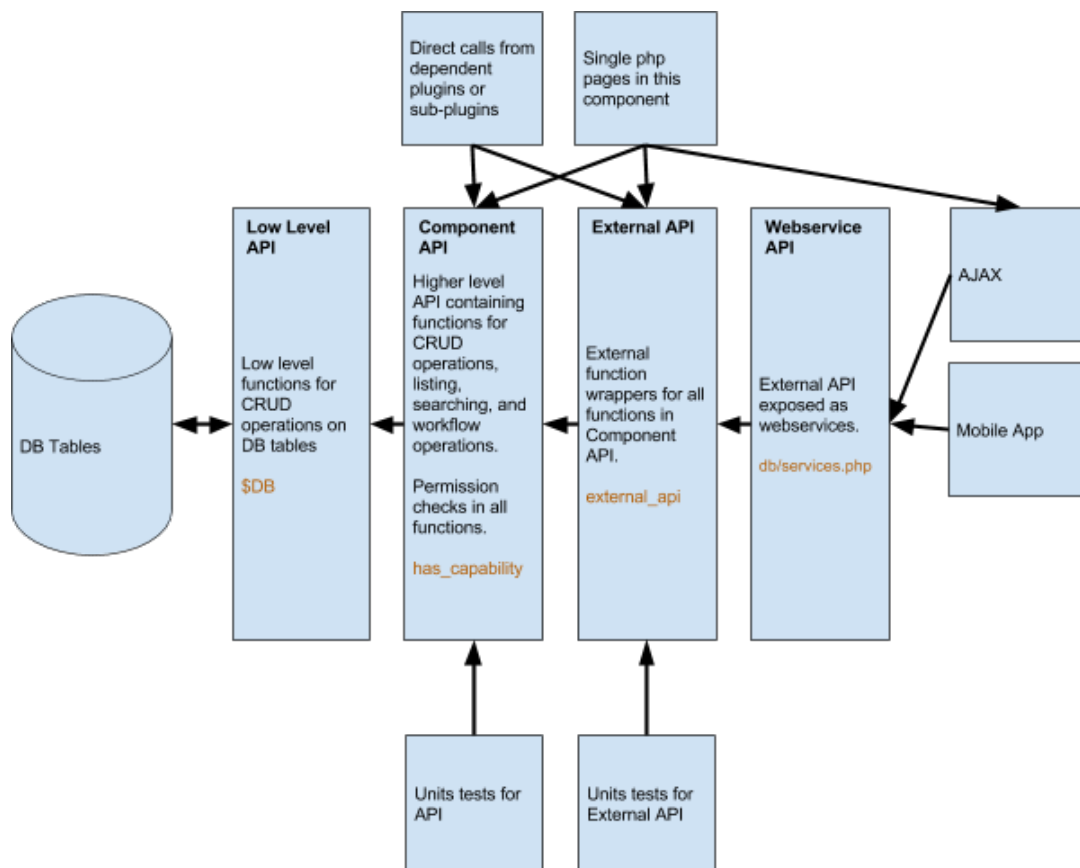 Direct calls from
dependent
plugins or
sub-plugins
Single php
pages in this
component
Low Level
API
Low level
functions for
CRUD
operations on
DB tables
$DB
Component
API
Higher level
API containing
functions for
CRUD
operations,
listing,
searching, and
workflow
operations.
Permission
checks in all
functions.
has_capability
External API
External
function
wrappers for all
functions in
Component
API.
external_api
Webservice
API
External API
exposed as
webservices.
db/services.php
AJAX
Mobile App
DB Tables
Units tests for
API
Units tests for
External API